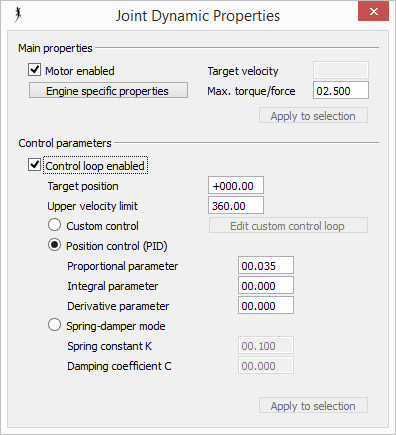 Joint Dynamic Properties
Main properties
Motor enabled
Target velocity
Engine specific properties
Max. torque/force 02.500
Apply to selection
Control parameters
Control loop enabled
Target position +000.00
Upper velocity limit 360.00
Custom control Edit custom control loop
Position control (PID)
Proportional parameter 00.035
Integral parameter 00.000
Derivative parameter 00.000
Spring-damper mode
Spring constant K 00.100
Damping coefficient C 00.000
Apply to selection